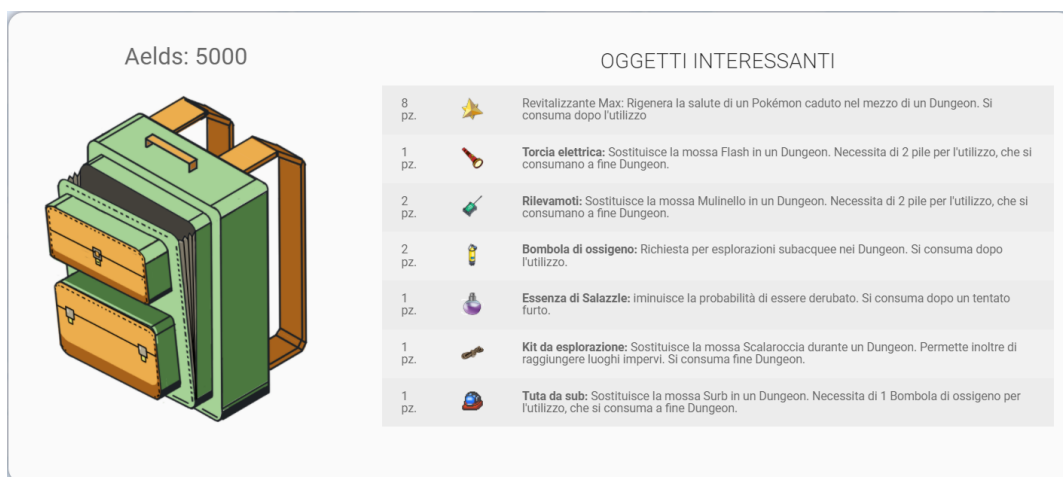 Aelds: 5000
OGGETTI INTERESSANTI
8
pz.
Revitalizzante Max: Rigenera la salute di un Pokémon caduto nel mezzo di un Dungeon. Si
consuma dopo l'utilizzo
1
pz.
Torcia elettrica: Sostituisce la mossa Flash in un Dungeon. Necessita di 2 pile per l'utilizzo, che si
consumano a fine Dungeon.
2
pz.
Rilevamoti: Sostituisce la mossa Mulinello in un Dungeon. Necessita di 2 pile per l'utilizzo, che si
consumano a fine Dungeon.
2
pz.
Bombola di ossigeno: Richiesta per esplorazioni subacquee nei Dungeon. Si consuma dopo
l'utilizzo.
1
pz.
Essenza di Salazzle: iminuisce la probabilità di essere derubato. Si consuma dopo un tentato
furto.
1
pz.
Kit da esplorazione: Sostituisce la mossa Scalaroccia durante un Dungeon. Permette inoltre di
raggiungere luoghi impervi. Si consuma fine Dungeon.
1
pz.
Tuta da sub: Sostituisce la mossa Surb in un Dungeon. Necessita di 1 Bombola di ossigeno per
l'utilizzo, che si consuma a fine Dungeon.